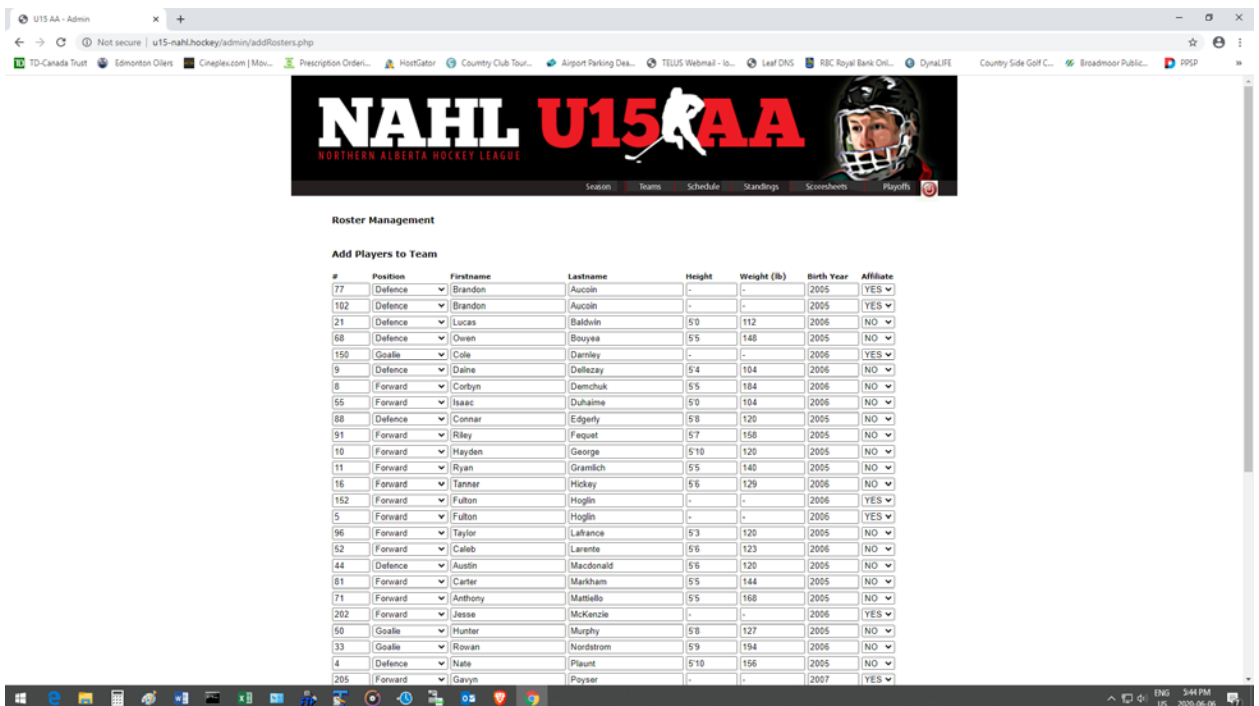 U15 AA - Admin
Not secure | u15-nahl.hockey/admin/addRosters.php
TD-Canada Trust Edmonton Oilers Cineplex.com | Mov... Prescription Orderi... HostGator Country Club Tour... Airport Parking Dea... TELUS Webmail - lo... Leaf DNS RBC Royal Bank Onl... DynaLIFE Country Side Golf C... Broadmoor Public... PPSP
NAHL U15 AA
NORTHERN ALBERTA HOCKEY LEAGUE
Season Teams Schedule Standings Scoresheets Playoffs
Roster Management
Add Players to Team
# Position Firstname Lastname Height Weight (lb) Birth Year Affiliate
77 Defence Brandon Aucoin - - 2005 YES
102 Defence Brandon Aucoin - - 2005 YES
21 Defence Lucas Baldwin 5'0 112 2006 NO
68 Defence Owen Bouyea 5'5 148 2005 NO
150 Goalie Cole Darnley - - 2006 YES
9 Defence Daine Dellezay 5'4 104 2006 NO
8 Forward Corbyn Demchuk 5'5 184 2006 NO
55 Forward Isaac Duhaime 5'0 104 2006 NO
88 Defence Connar Edgerly 5'8 120 2005 NO
91 Forward Riley Fequet 5'7 158 2005 NO
10 Forward Hayden George 5'10 120 2005 NO
11 Forward Ryan Gramlich 5'5 140 2005 NO
16 Forward Tanner Hickey 5'6 129 2006 NO
152 Forward Fulton Hoglin - - 2006 YES
5 Forward Fulton Hoglin - - 2006 YES
96 Forward Taylor Lafrance 5'3 120 2005 NO
52 Forward Caleb Larente 5'6 123 2006 NO
44 Defence Austin Macdonald 5'6 120 2005 NO
81 Forward Carter Markham 5'5 144 2005 NO
71 Forward Anthony Mattiello 5'5 168 2005 NO
202 Forward Jesse McKenzie - - 2006 YES
50 Goalie Hunter Murphy 5'8 127 2005 NO
33 Goalie Rowan Nordstrom 5'9 194 2006 NO
4 Defence Nate Plaunt 5'10 156 2005 NO
205 Forward Gavyn Poyser - - 2007 YES
ENG 5:44 PM
US 2020-06-06